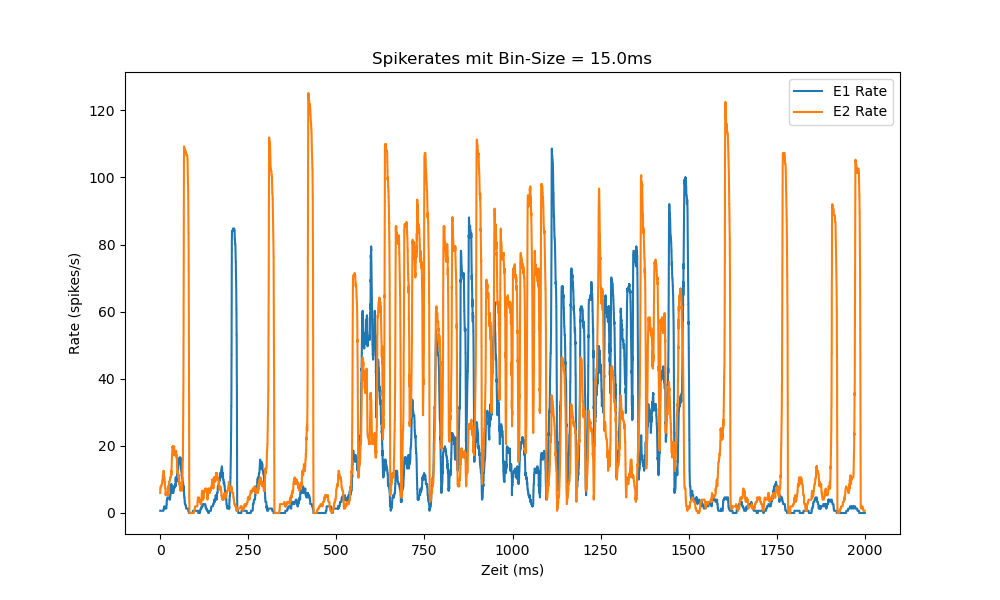 Spikerates mit Bin-Size = 15.0ms
E1 Rate
E2 Rate
120
100
80
60
40
20
0
Rate (spikes/s)
0 250 500 750 1000 1250 1500 1750 2000
Zeit (ms)